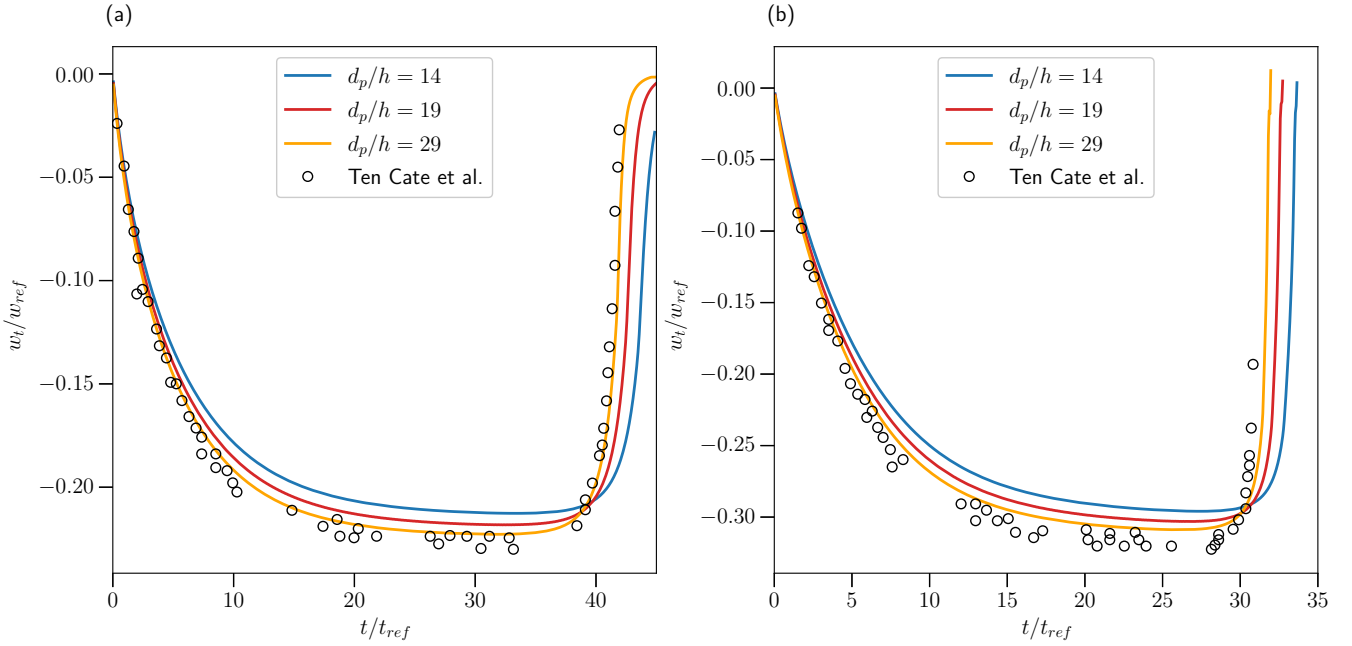 (a)
0.00
−0.05
−0.10
−0.15
−0.20
w_t/w_ref
d_p/h = 14
d_p/h = 19
d_p/h = 29
Ten Cate et al.
0 10 20 30 40
t/t_ref
(b)
0.00
−0.05
−0.10
−0.15
−0.20
−0.25
−0.30
w_t/w_ref
d_p/h = 14
d_p/h = 19
d_p/h = 29
Ten Cate et al.
0 5 10 15 20 25 30 35
t/t_ref